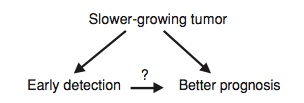 Slower-growing tumor
?
Early detection Better prognosis